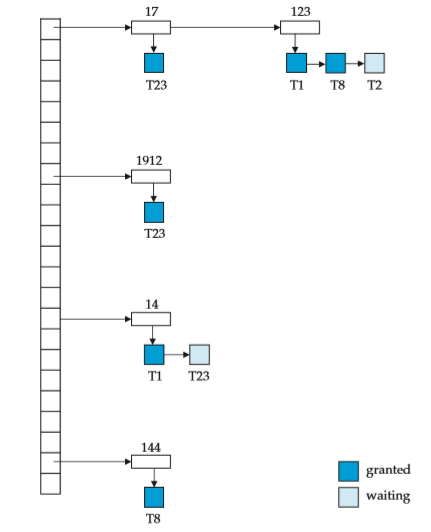 17 123
T23 T1 T8 T2
1912
T23
14
T1 T23
144
T8
granted
waiting